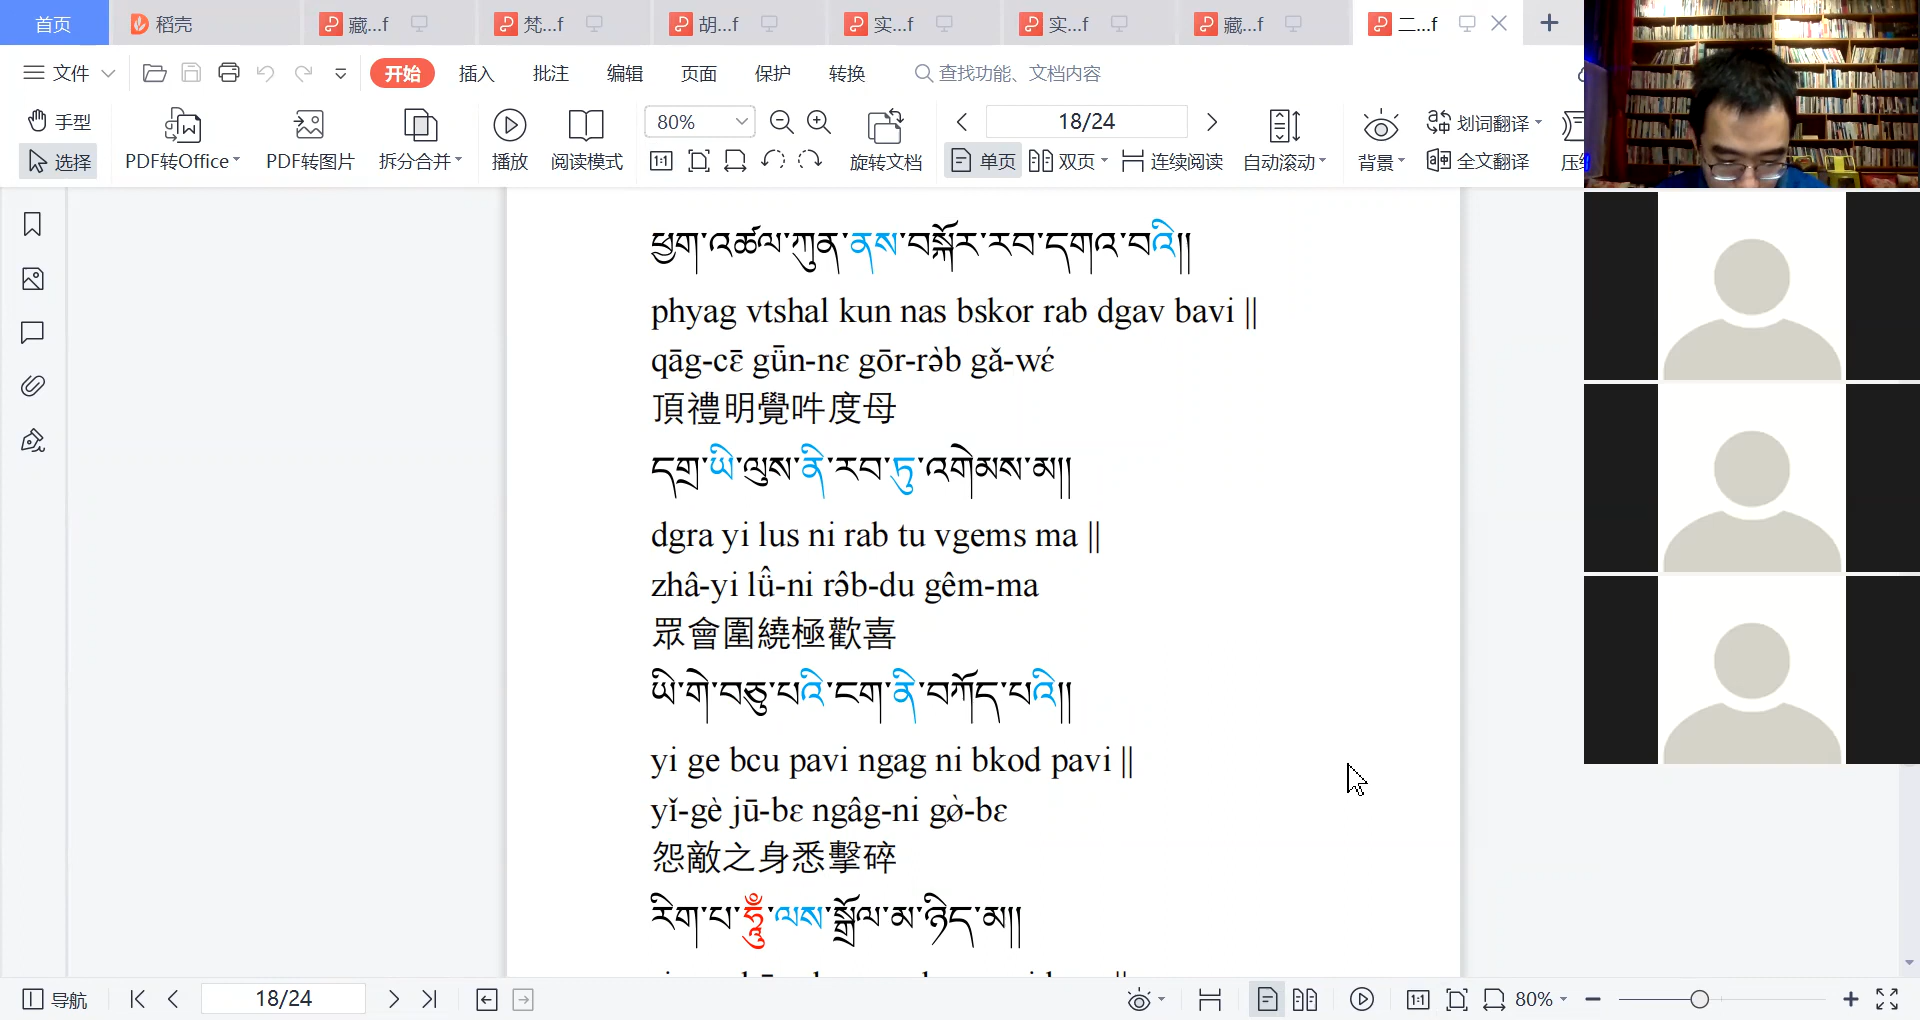 首页 稻壳 藏...f 梵...f 胡...f 实...f 实...f 藏...f 二...f
文件 开始 插入 批注 编辑 页面 保护 转换 查找功能、文档内容
手型 80% 18/24 划词翻译
选择 PDF转Office PDF转图片 拆分合并 播放 阅读模式 1:1 旋转文档 单页 双页 连续阅读 自动滚动 背景 全文翻译
ཕྱག་འཚལ་ཀུན་ནས་བསྐོར་རབ་དགའ་བའི།།
phyag vtshal kun nas bskor rab dgav bavi ||
qāg-cɛ̄ gǖn-nɛ gōr-rə̀b gǎ-wɛ́
頂禮明覺吽度母
དགྲ་ཡི་ལུས་ནི་རབ་ཏུ་འགེམས་མ།།
dgra yi lus ni rab tu vgems ma ||
zhâ-yi lü̂-ni rə̂b-du gêm-ma
眾會圍繞極歡喜
ཡི་གེ་བཅུ་པའི་ངག་ནི་བཀོད་པའི།།
yi ge bcu pavi ngag ni bkod pavi ||
yǐ-gè jū-bɛ ngâg-ni gø̀-bɛ
怨敵之身悉擊碎
རིག་པ་ཧཱུྃ་ལས་སྒྲོལ་མ་ཉིད་མ།།
导航 18/24 1:1 80%